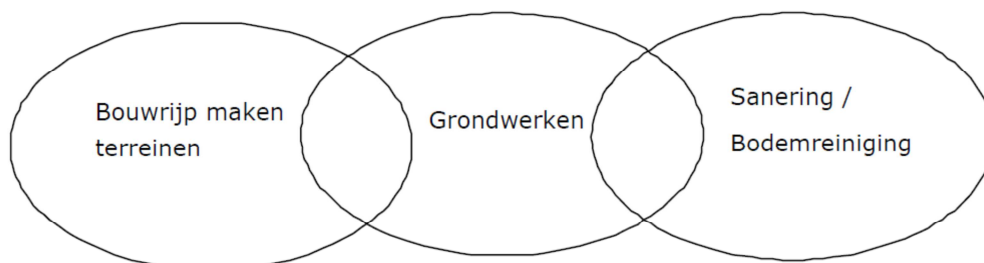 Bouwrijp maken
terreinen
Grondwerken
Sanering /
Bodemreiniging